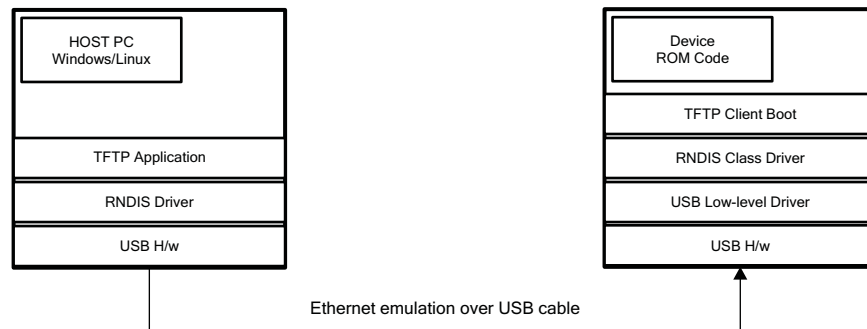 HOST PC
Windows/Linux
TFTP Application
RNDIS Driver
USB H/w
Device
ROM Code
TFTP Client Boot
RNDIS Class Driver
USB Low-level Driver
USB H/w
Ethernet emulation over USB cable